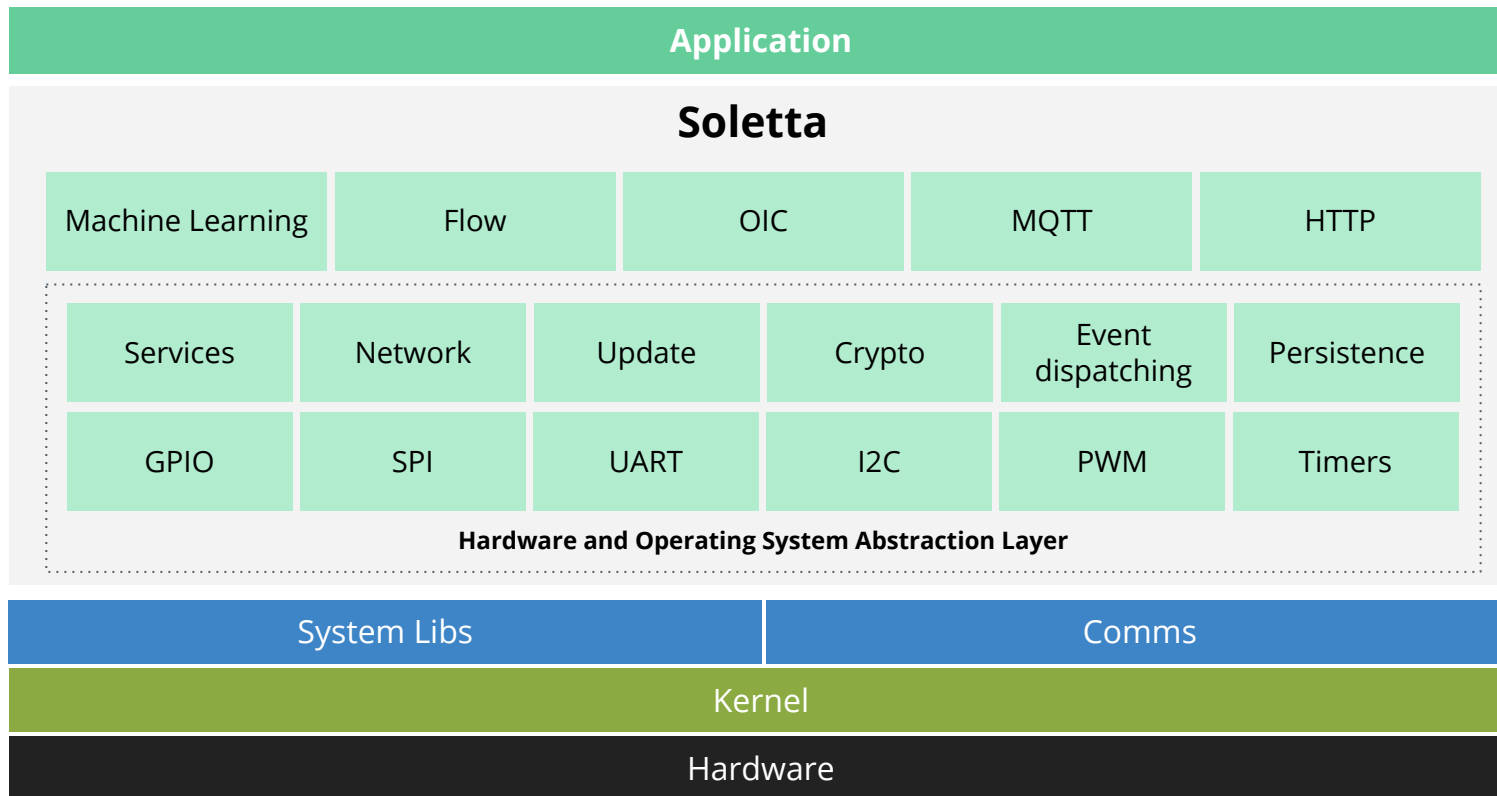 Application
Soletta
Machine Learning
Flow
OIC
MQTT
HTTP
Services
Network
Update
Crypto
Event
dispatching
Persistence
GPIO
SPI
UART
I2C
PWM
Timers
Hardware and Operating System Abstraction Layer
System Libs
Comms
Kernel
Hardware